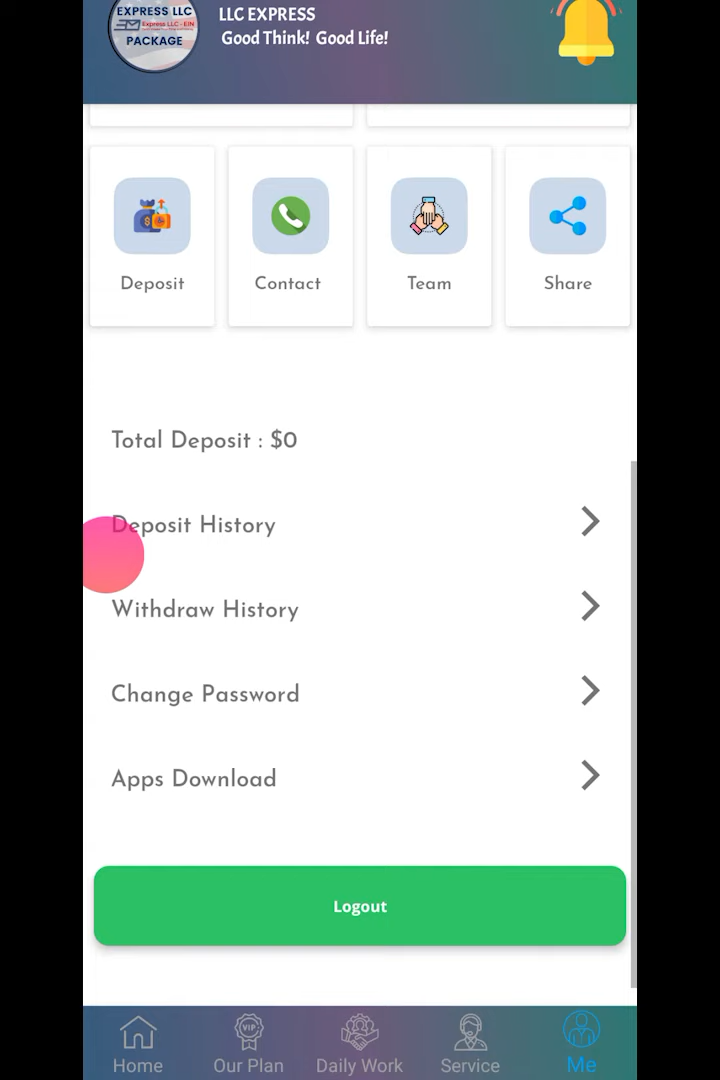 EXPRESS LLC
Express LLC - EIN
PACKAGE
LLC EXPRESS
Good Think! Good Life!
Deposit
Contact
Team
Share
Total Deposit : $0
Deposit History
Withdraw History
Change Password
Apps Download
Logout
VIP
Home
Our Plan
Daily Work
Service
Me